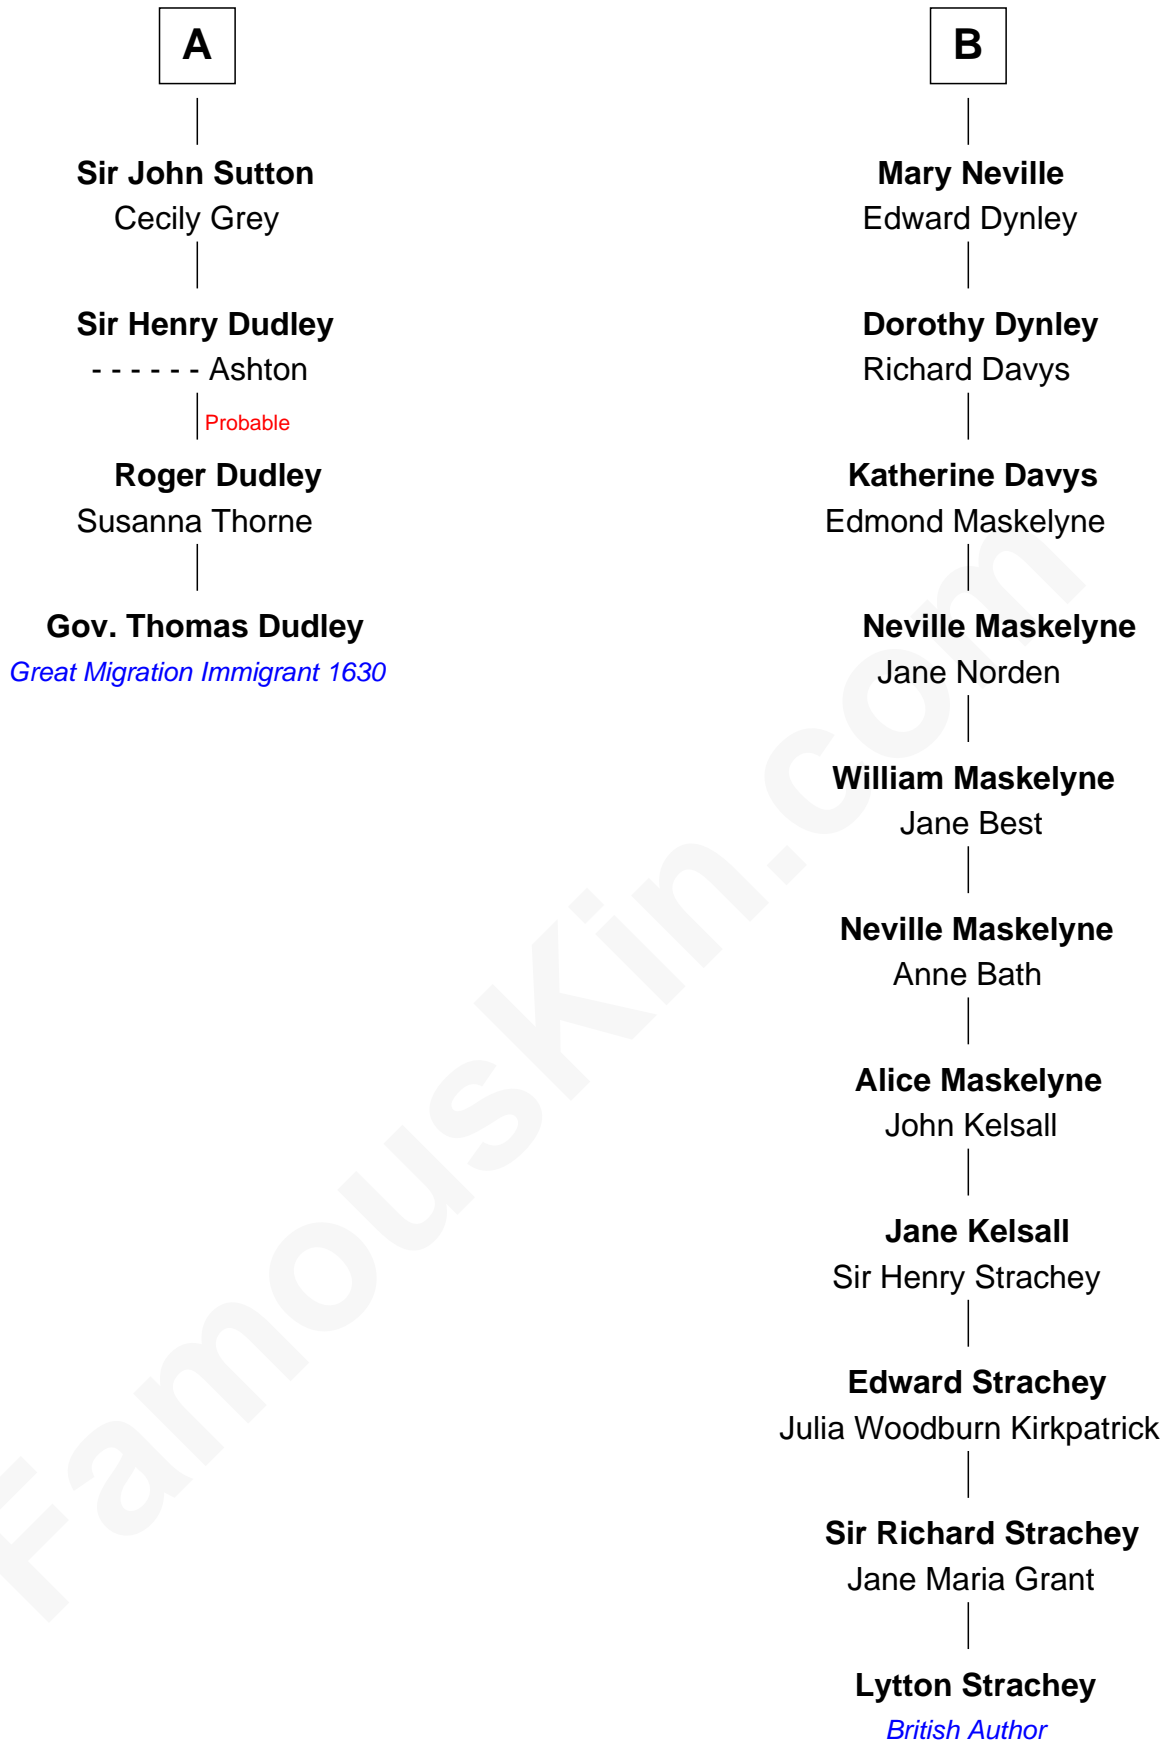 A
Sir John Sutton
Cecily Grey
Sir Henry Dudley
- - - - - - Ashton
Probable
Roger Dudley
Susanna Thorne
Gov. Thomas Dudley
Great Migration Immigrant 1630
B
Mary Neville
Edward Dynley
Dorothy Dynley
Richard Davys
Katherine Davys
Edmond Maskelyne
Neville Maskelyne
Jane Norden
William Maskelyne
Jane Best
Neville Maskelyne
Anne Bath
Alice Maskelyne
John Kelsall
Jane Kelsall
Sir Henry Strachey
Edward Strachey
Julia Woodburn Kirkpatrick
Sir Richard Strachey
Jane Maria Grant
Lytton Strachey
British Author
FamousKin.com